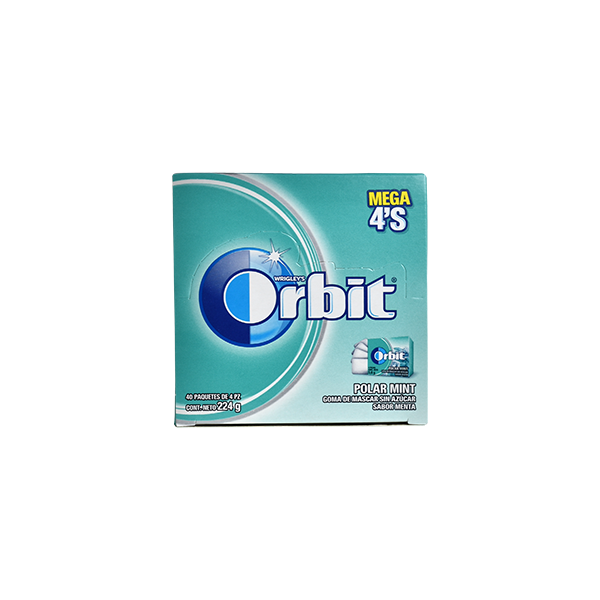 MEGA
4'S
WRIGLEY'S
Orbit®
Orbit
POLAR MINT
GOMA DE MASCAR SIN AZÚCAR
SABOR MENTA
40 PAQUETES DE 4 PZ
CONT. NETO 224 g